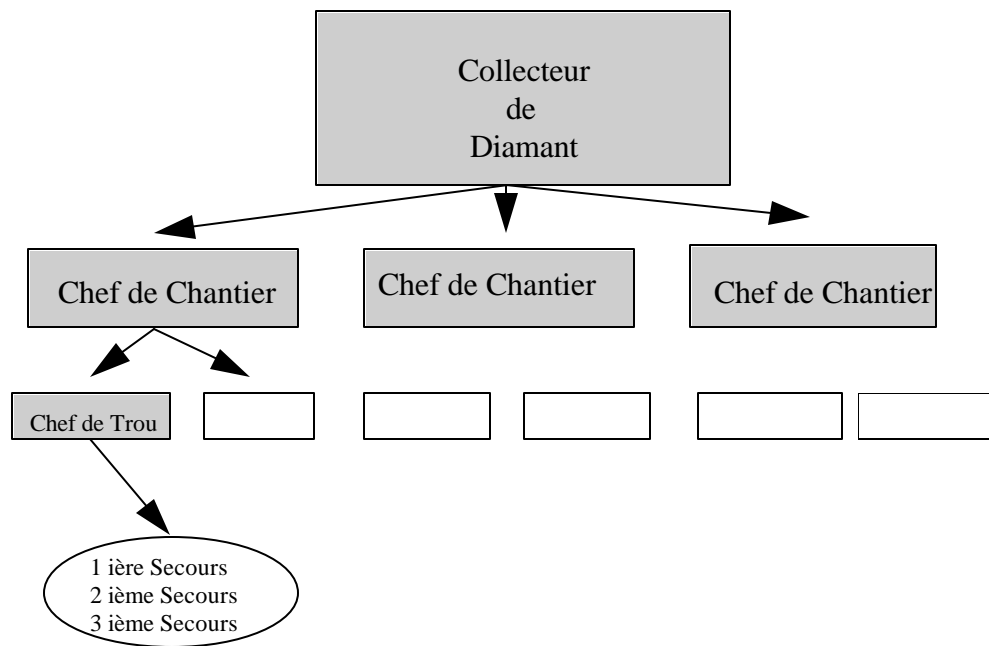 Collecteur
de
Diamant
Chef de Chantier
Chef de Chantier
Chef de Chantier
Chef de Trou
1 ière Secours
2 ième Secours
3 ième Secours